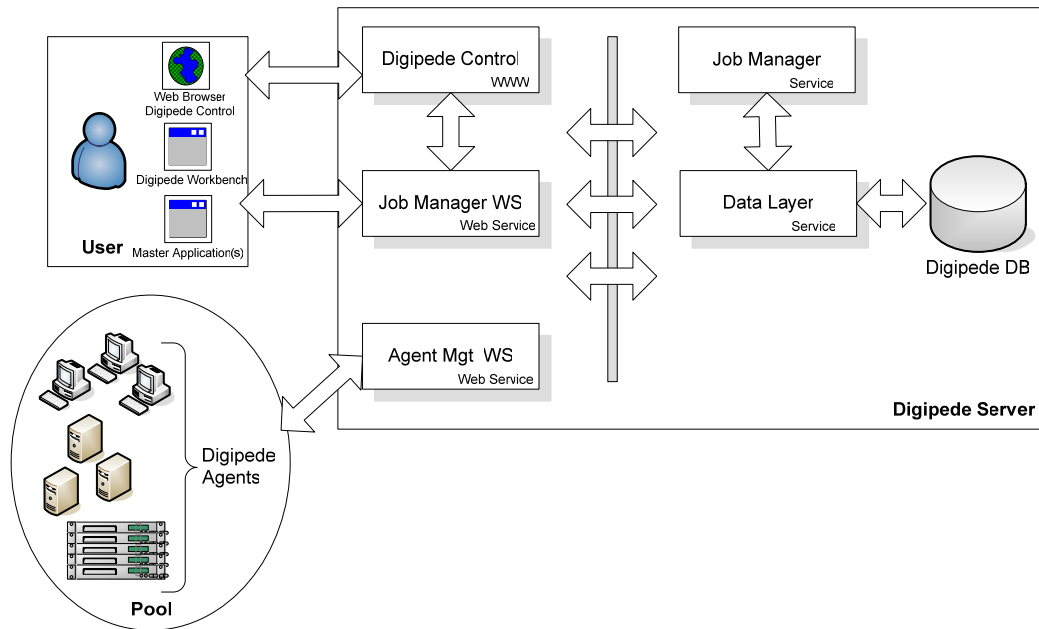 Web Browser
Digipede Control
Digipede Workbench
Master Application(s)
User
Digipede Control
WWW
Job Manager WS
Web Service
Agent Mgt WS
Web Service
Job Manager
Service
Data Layer
Service
Digipede DB
Digipede Server
Digipede
Agents
Pool